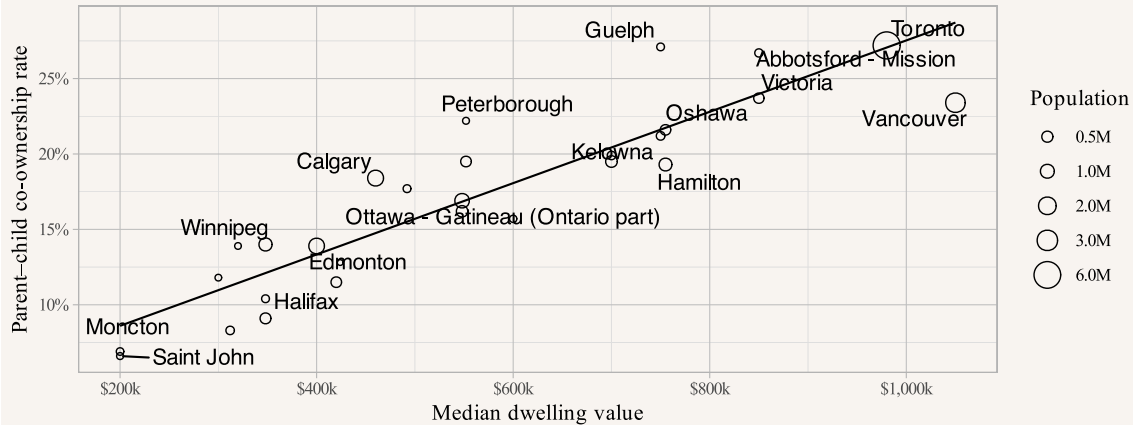 Toronto
Guelph
Abbotsford - Mission
Victoria
Peterborough
Oshawa
Vancouver
Kelowna
Calgary
Hamilton
Ottawa - Gatineau (Ontario part)
Winnipeg
Edmonton
Halifax
Moncton
Saint John
Parent–child co-ownership rate
25%
20%
15%
10%
$200k
$400k
$600k
$800k
$1,000k
Median dwelling value
Population
0.5M
1.0M
2.0M
3.0M
6.0M